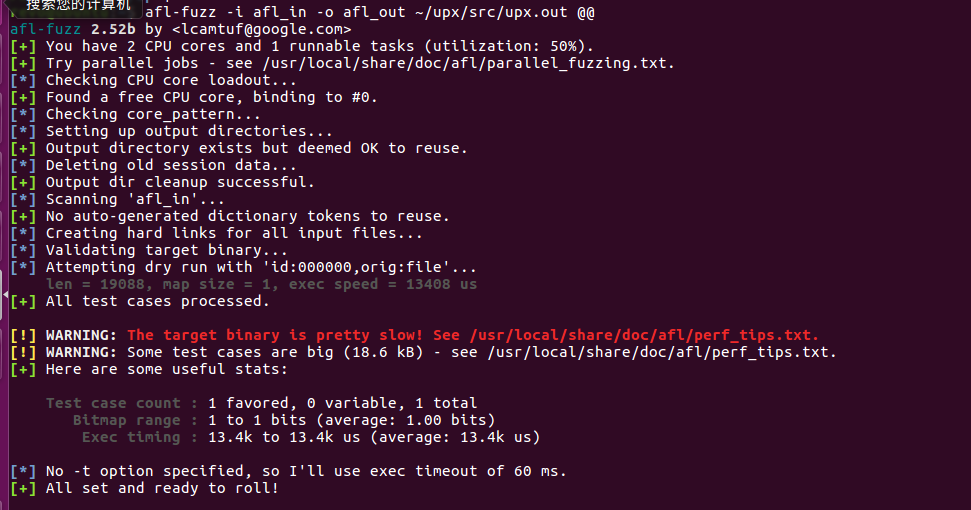 搜索您的计算机 afl-fuzz -i afl_in -o afl_out ~/upx/src/upx.out @@
afl-fuzz 2.52b by <lcamtuf@google.com>
[+] You have 2 CPU cores and 1 runnable tasks (utilization: 50%).
[+] Try parallel jobs - see /usr/local/share/doc/afl/parallel_fuzzing.txt.
[*] Checking CPU core loadout...
[+] Found a free CPU core, binding to #0.
[*] Checking core_pattern...
[*] Setting up output directories...
[+] Output directory exists but deemed OK to reuse.
[*] Deleting old session data...
[+] Output dir cleanup successful.
[*] Scanning 'afl_in'...
[+] No auto-generated dictionary tokens to reuse.
[*] Creating hard links for all input files...
[*] Validating target binary...
[*] Attempting dry run with 'id:000000,orig:file'...
len = 19088, map size = 1, exec speed = 13408 us
[+] All test cases processed.
[!] WARNING: The target binary is pretty slow! See /usr/local/share/doc/afl/perf_tips.txt.
[!] WARNING: Some test cases are big (18.6 kB) - see /usr/local/share/doc/afl/perf_tips.txt.
[+] Here are some useful stats:
Test case count : 1 favored, 0 variable, 1 total
Bitmap range : 1 to 1 bits (average: 1.00 bits)
Exec timing : 13.4k to 13.4k us (average: 13.4k us)
[*] No -t option specified, so I'll use exec timeout of 60 ms.
[+] All set and ready to roll!